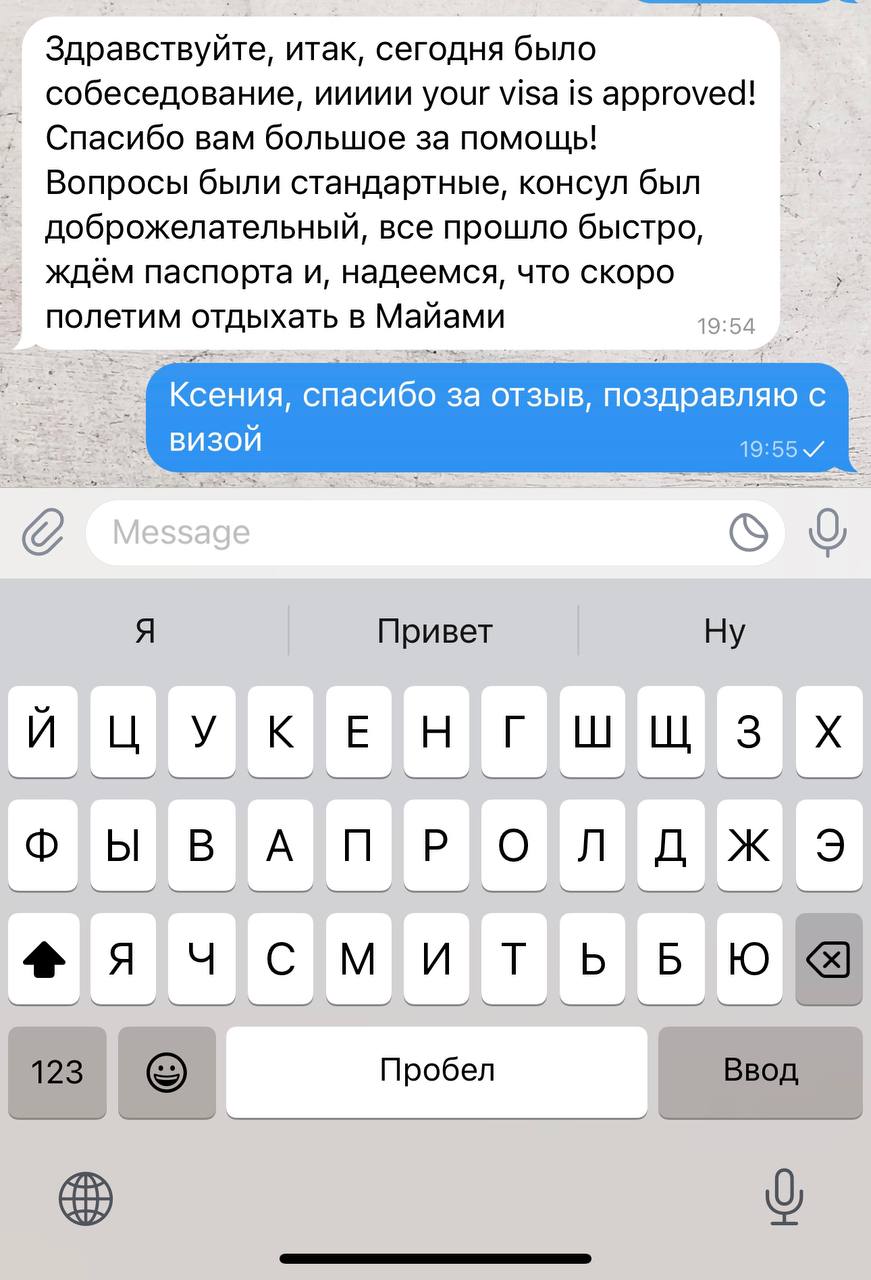 Здравствуйте, итак, сегодня было
собеседование, иииии your visa is approved!
Спасибо вам большое за помощь!
Вопросы были стандартные, консул был
доброжелательный, все прошло быстро,
ждём паспорта и, надеемся, что скоро
полетим отдыхать в Майами
19:54
Ксения, спасибо за отзыв, поздравляю с
визой
19:55
Message
Я Привет Ну
Й Ц У К Е Н Г Ш Щ З Х
Ф Ы В А П Р О Л Д Ж Э
Я Ч С М И Т Ь Б Ю
123 Пробел Ввод